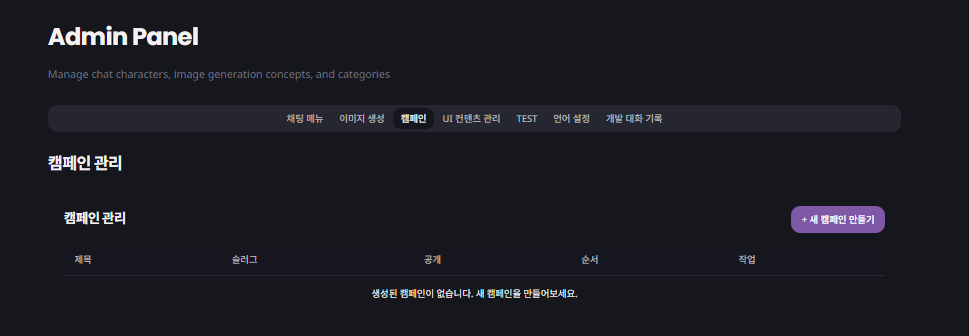 Admin Panel
Manage chat characters, image generation concepts, and categories
채팅 메뉴 이미지 생성 캠페인 UI 컨텐츠 관리 TEST 언어 설정 개발 대화 기록
캠페인 관리
캠페인 관리
+ 새 캠페인 만들기
제목 슬러그 공개 순서 작업
생성된 캠페인이 없습니다. 새 캠페인을 만들어보세요.